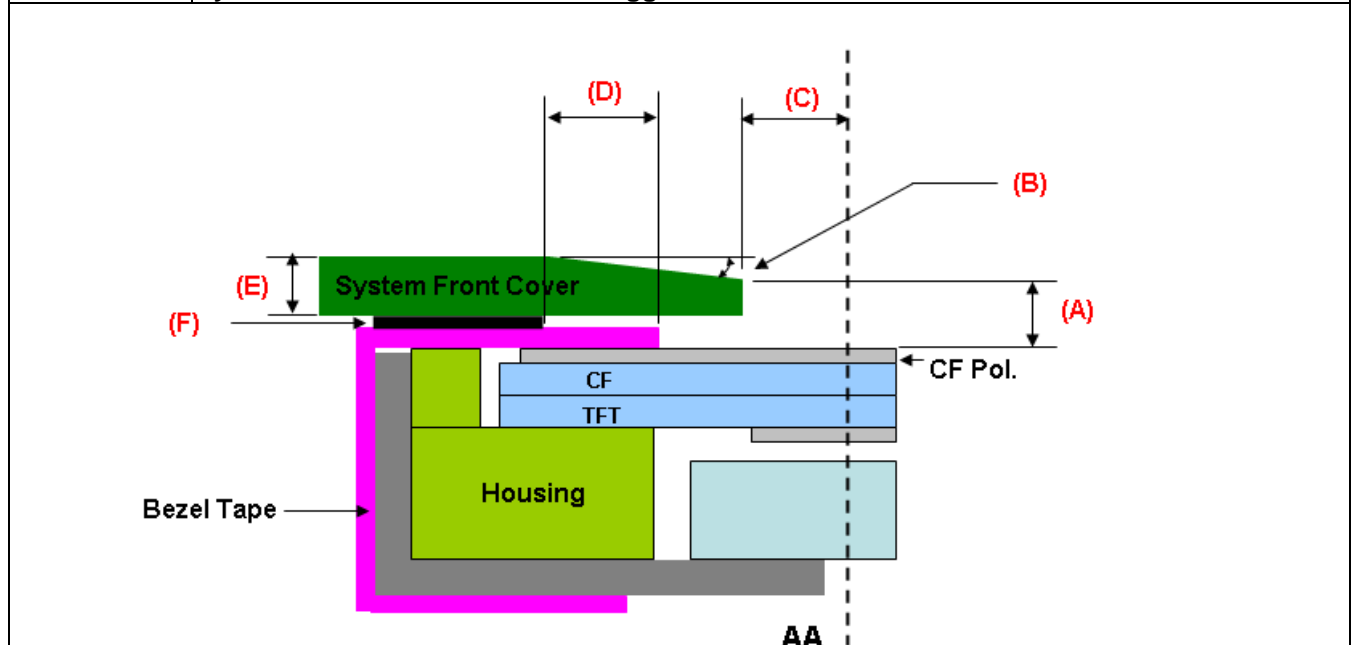 (D)
(C)
(B)
(E)
System Front Cover
(A)
(F)
CF Pol.
CF
TFT
Housing
Bezel Tape
AA